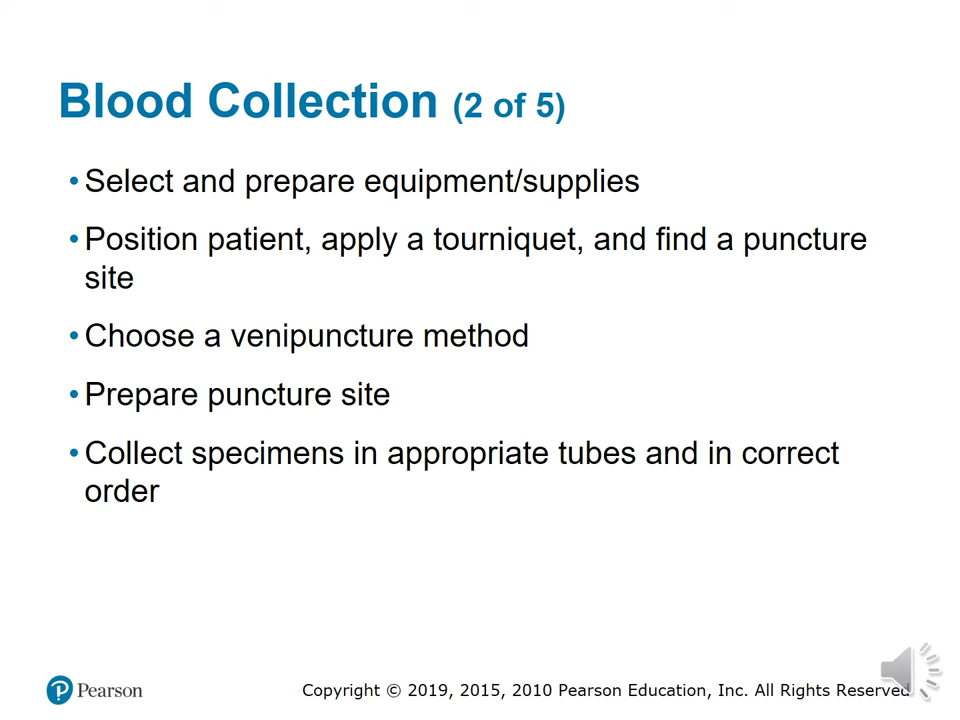 Blood Collection (2 of 5)
• Select and prepare equipment/supplies
• Position patient, apply a tourniquet, and find a puncture
site
• Choose a venipuncture method
• Prepare puncture site
• Collect specimens in appropriate tubes and in correct
order
P Pearson
Copyright © 2019, 2015, 2010 Pearson Education, Inc. All Rights Reserved